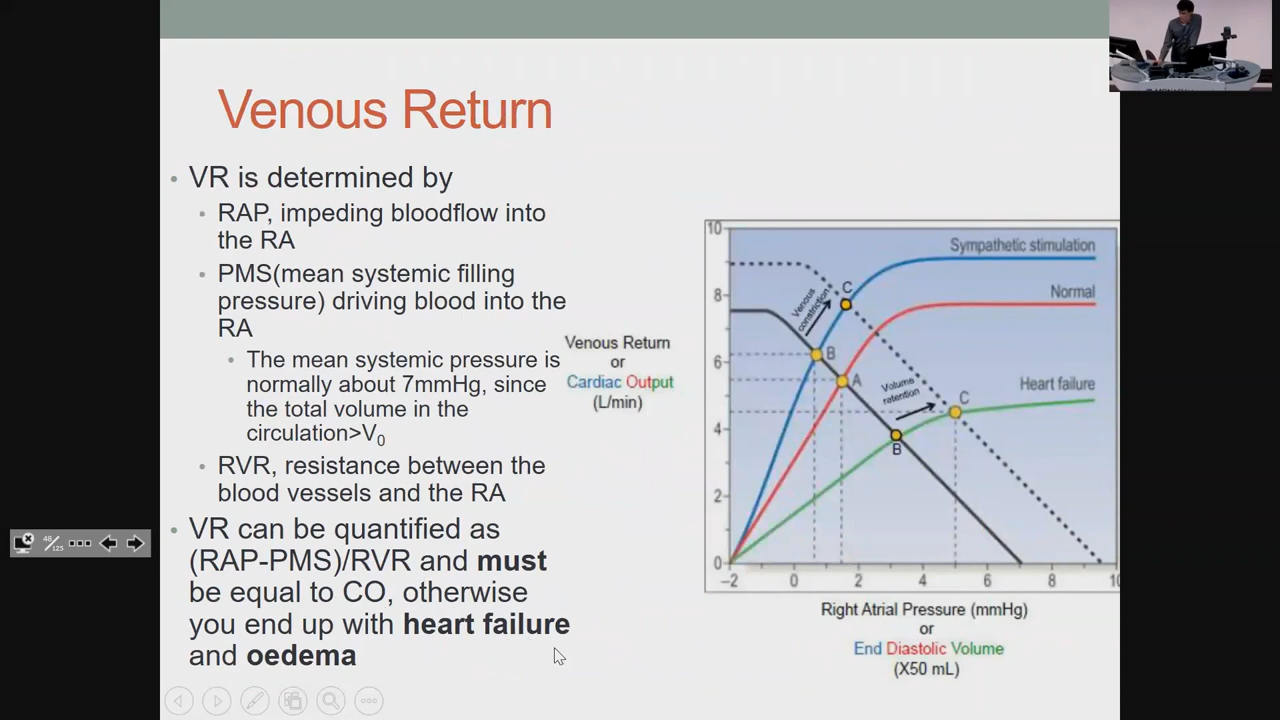 Venous Return
• VR is determined by
• RAP, impeding bloodflow into
the RA
• PMS(mean systemic filling
pressure) driving blood into the
RA
• The mean systemic pressure is
normally about 7mmHg, since
the total volume in the
circulation>V0
• RVR, resistance between the
blood vessels and the RA
• VR can be quantified as
(RAP-PMS)/RVR and must
be equal to CO, otherwise
you end up with heart failure
and oedema
Venous Return
or
Cardiac Output
(L/min)
10
8
6
4
2
0
Sympathetic stimulation
Normal
Heart failure
Venous
constriction
C
B
A
Volume
retention
C
B
−2
0
2
4
6
8
10
Right Atrial Pressure (mmHg)
or
End Diastolic Volume
(X50 mL)
48/125